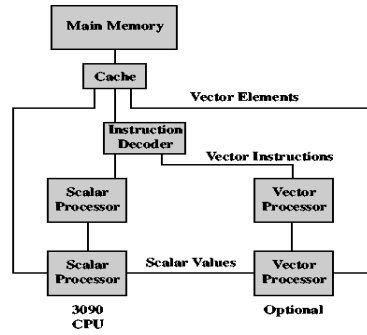 Main Memory
Cache
Vector Elements
Instruction
Decoder
Vector Instructions
Scalar
Processor
Vector
Processor
Scalar
Processor
Scalar Values
Vector
Processor
3090
CPU
Optional